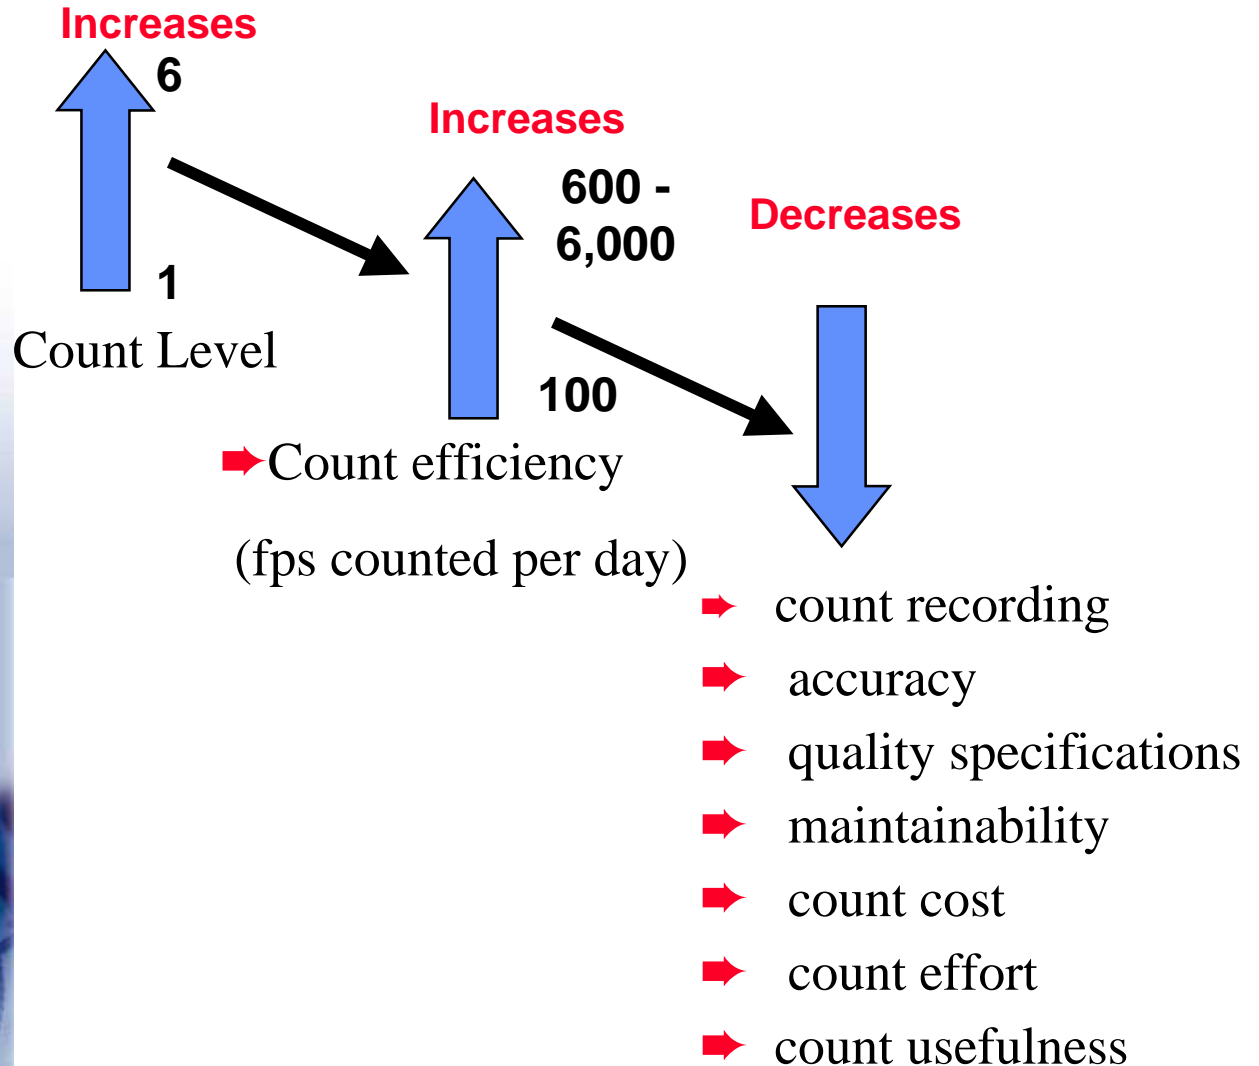 Increases
6
1
Count Level
Increases
600 -
6,000
100
Count efficiency
(fps counted per day)
Decreases
count recording
accuracy
quality specifications
maintainability
count cost
count effort
count usefulness